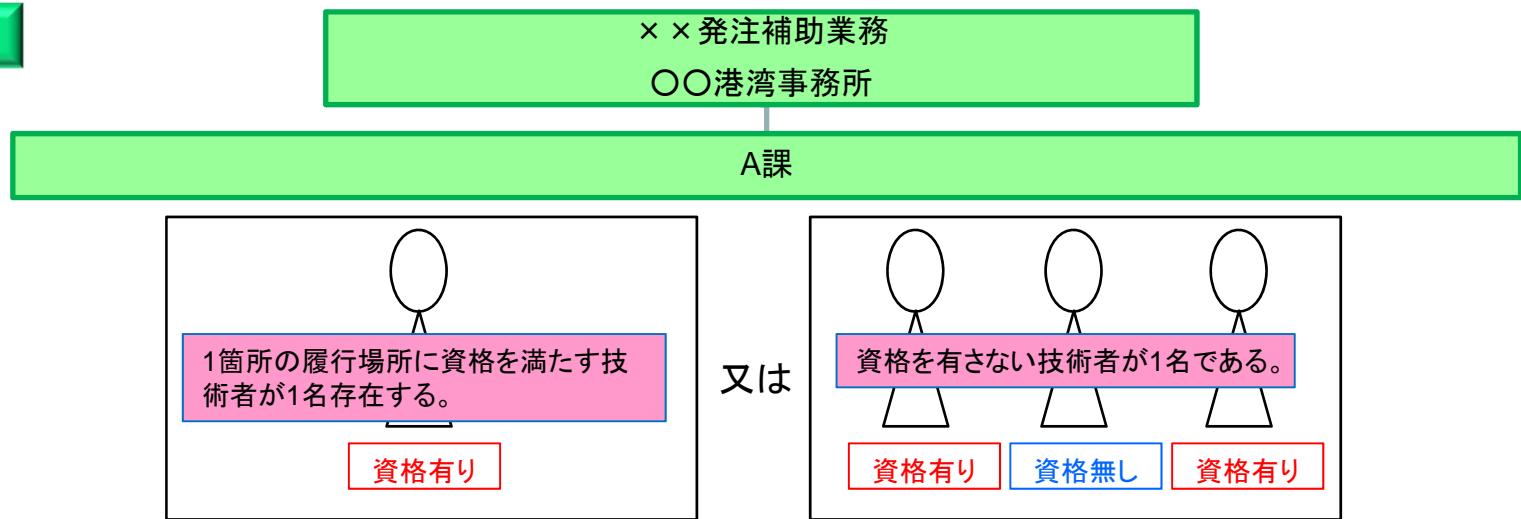 ××発注補助業務
〇〇港湾事務所
A課
1箇所の履行場所に資格を満たす技
術者が1名存在する。
資格有り
又は
資格を有さない技術者が1名である。
資格有り
資格無し
資格有り